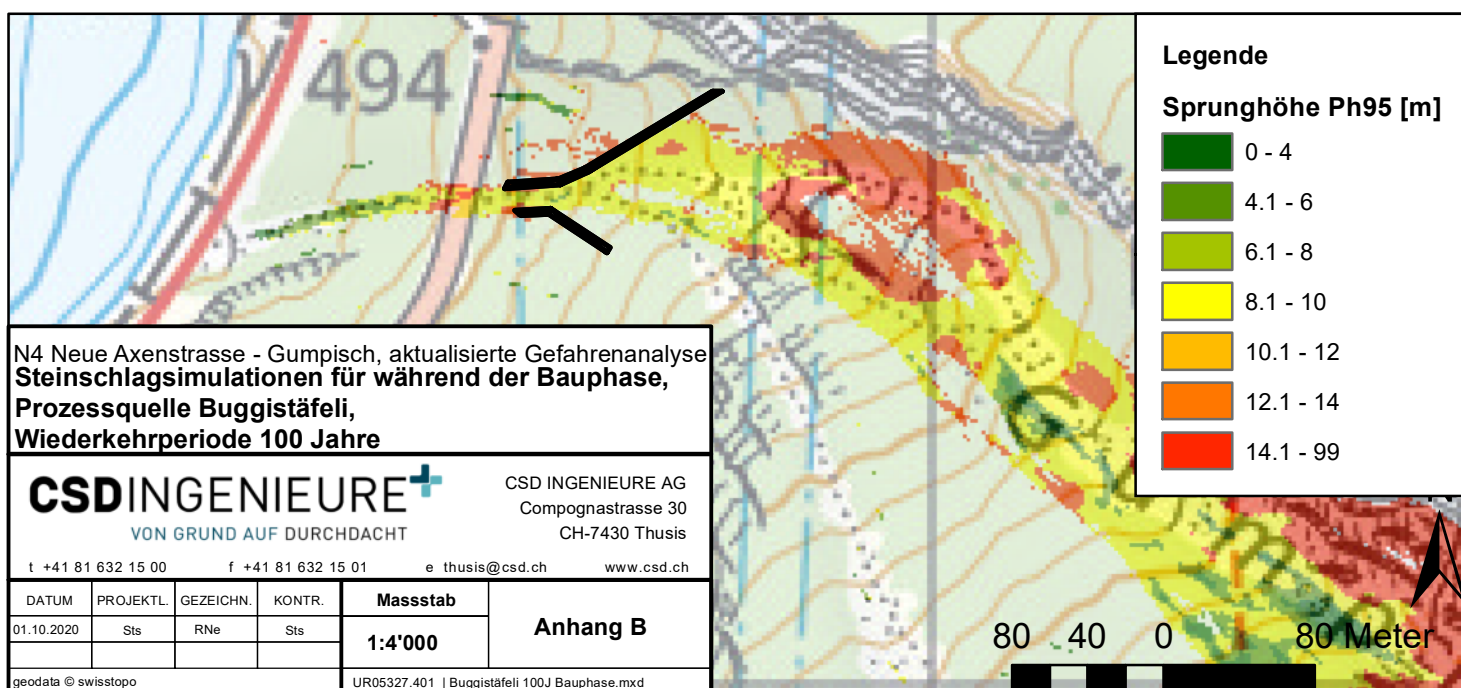 494
Legende
Sprunghöhe Ph95 [m]
0 - 4
4.1 - 6
6.1 - 8
8.1 - 10
10.1 - 12
12.1 - 14
14.1 - 99
N4 Neue Axenstrasse - Gumpisch, aktualisierte Gefahrenanalyse
Steinschlagsimulationen für während der Bauphase,
Prozessquelle Buggistäfeli,
Wiederkehrperiode 100 Jahre
CSDINGENIEURE
VON GRUND AUF DURCHDACHT
CSD INGENIEURE AG
Compognastrasse 30
CH-7430 Thusis
t +41 81 632 15 00 f +41 81 632 15 01 e thusis@csd.ch www.csd.ch
DATUM PROJEKTL. GEZEICHN. KONTR.
01.10.2020 Sts RNe Sts
Massstab
1:4'000
Anhang B
geodata © swisstopo
UR05327.401 | Buggistäfeli 100J Bauphase.mxd
N
80 40 0 80 Meter